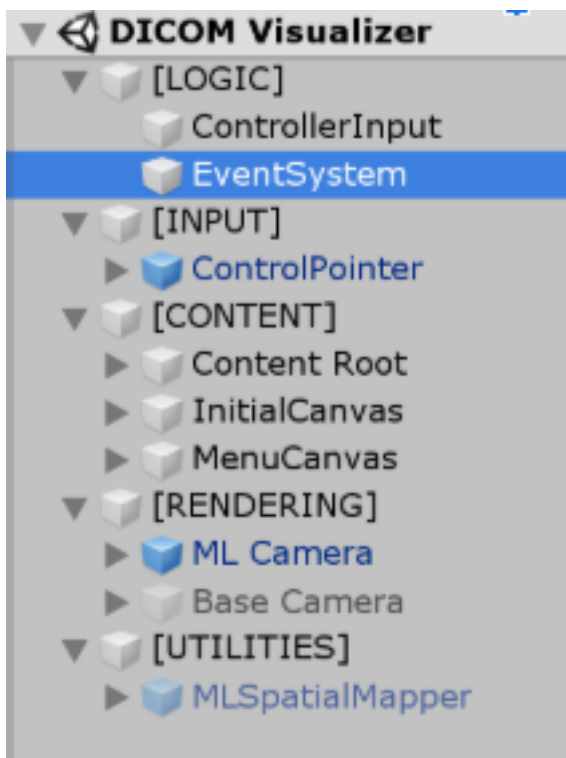 DICOM Visualizer
[LOGIC]
ControllerInput
EventSystem
[INPUT]
ControlPointer
[CONTENT]
Content Root
InitialCanvas
MenuCanvas
[RENDERING]
ML Camera
Base Camera
[UTILITIES]
MLSpatialMapper